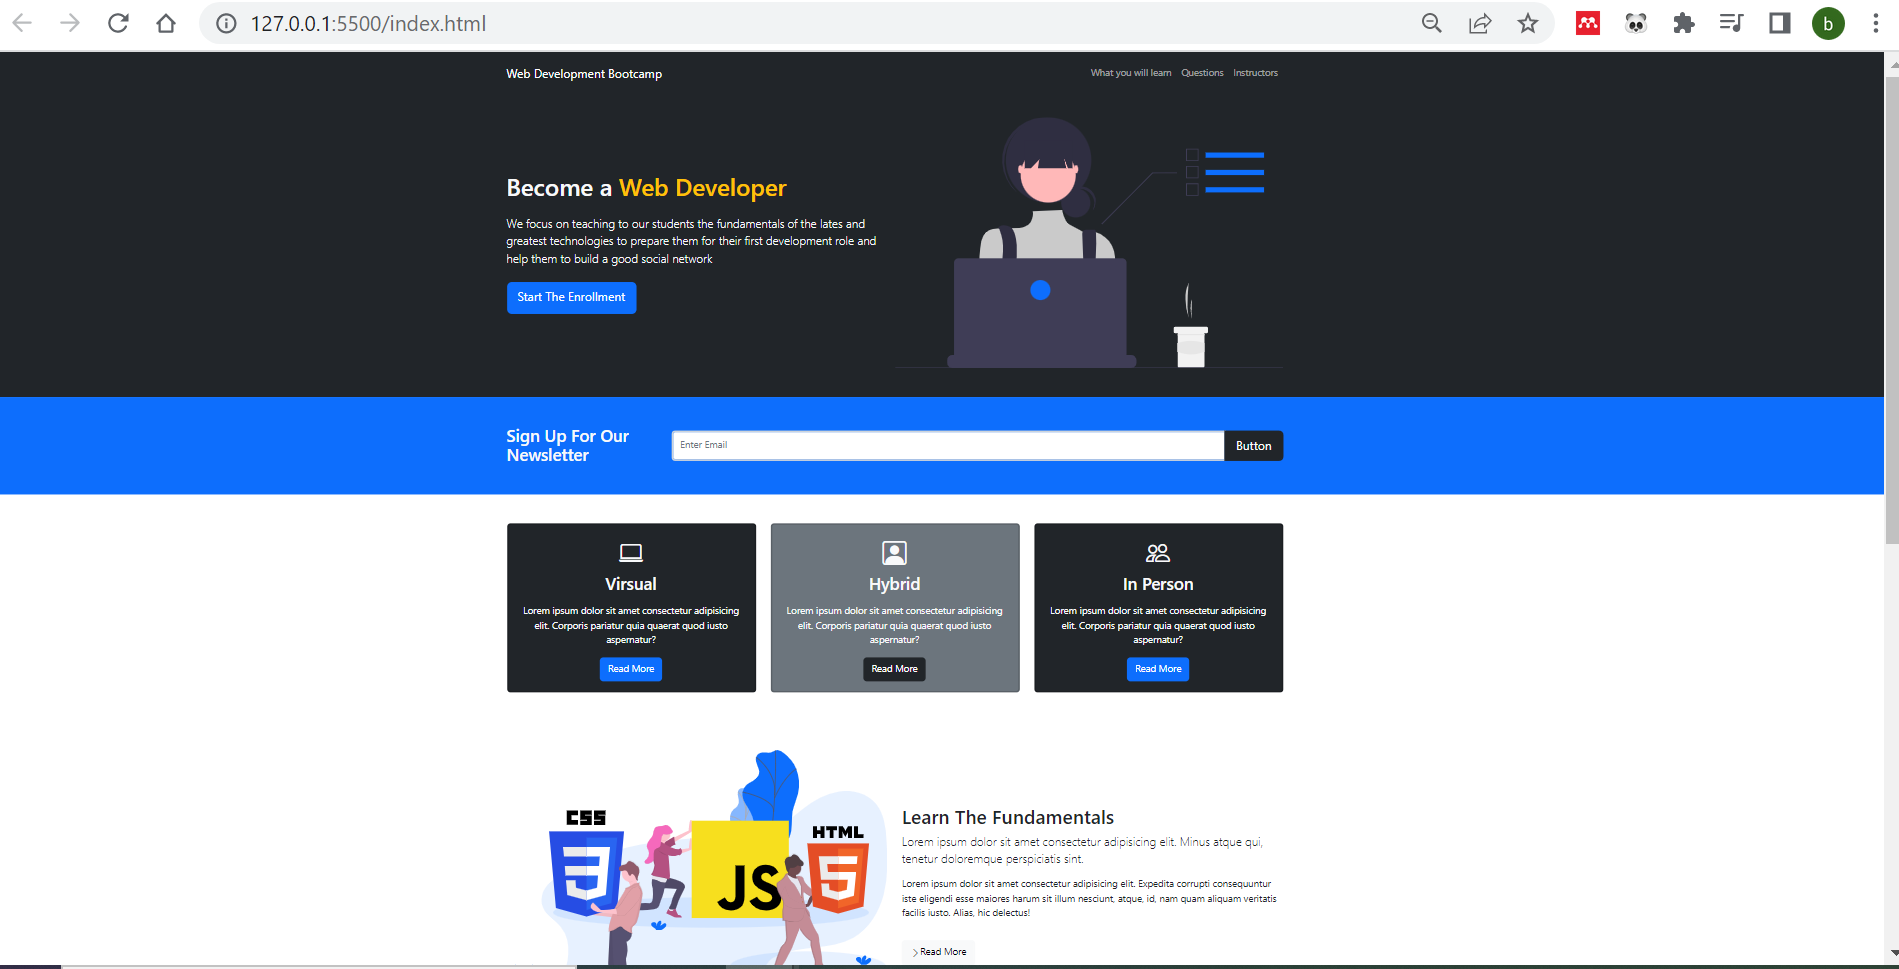 127.0.0.1:5500/index.html
b
Web Development Bootcamp
What you will learn Questions Instructors
Become a Web Developer
We focus on teaching to our students the fundamentals of the lates and
greatest technologies to prepare them for their first development role and
help them to build a good social network
Start The Enrollment
Sign Up For Our
Newsletter
Enter Email
Button
Virsual
Lorem ipsum dolor sit amet consectetur adipisicing
elit. Corporis pariatur quia quaerat quod iusto
aspernatur?
Read More
Hybrid
Lorem ipsum dolor sit amet consectetur adipisicing
elit. Corporis pariatur quia quaerat quod iusto
aspernatur?
Read More
In Person
Lorem ipsum dolor sit amet consectetur adipisicing
elit. Corporis pariatur quia quaerat quod iusto
aspernatur?
Read More
CSS
3
JS
HTML
5
Learn The Fundamentals
Lorem ipsum dolor sit amet consectetur adipisicing elit. Minus atque qui,
tenetur doloremque perspiciatis sint.
Lorem ipsum dolor sit amet consectetur adipisicing elit. Expedita corrupti consequuntur
iste eligendi esse maiores harum sit illum nesciunt, atque, id, nam quam aliquam veritatis
facilis iusto. Alias, hic delectus!
Read More